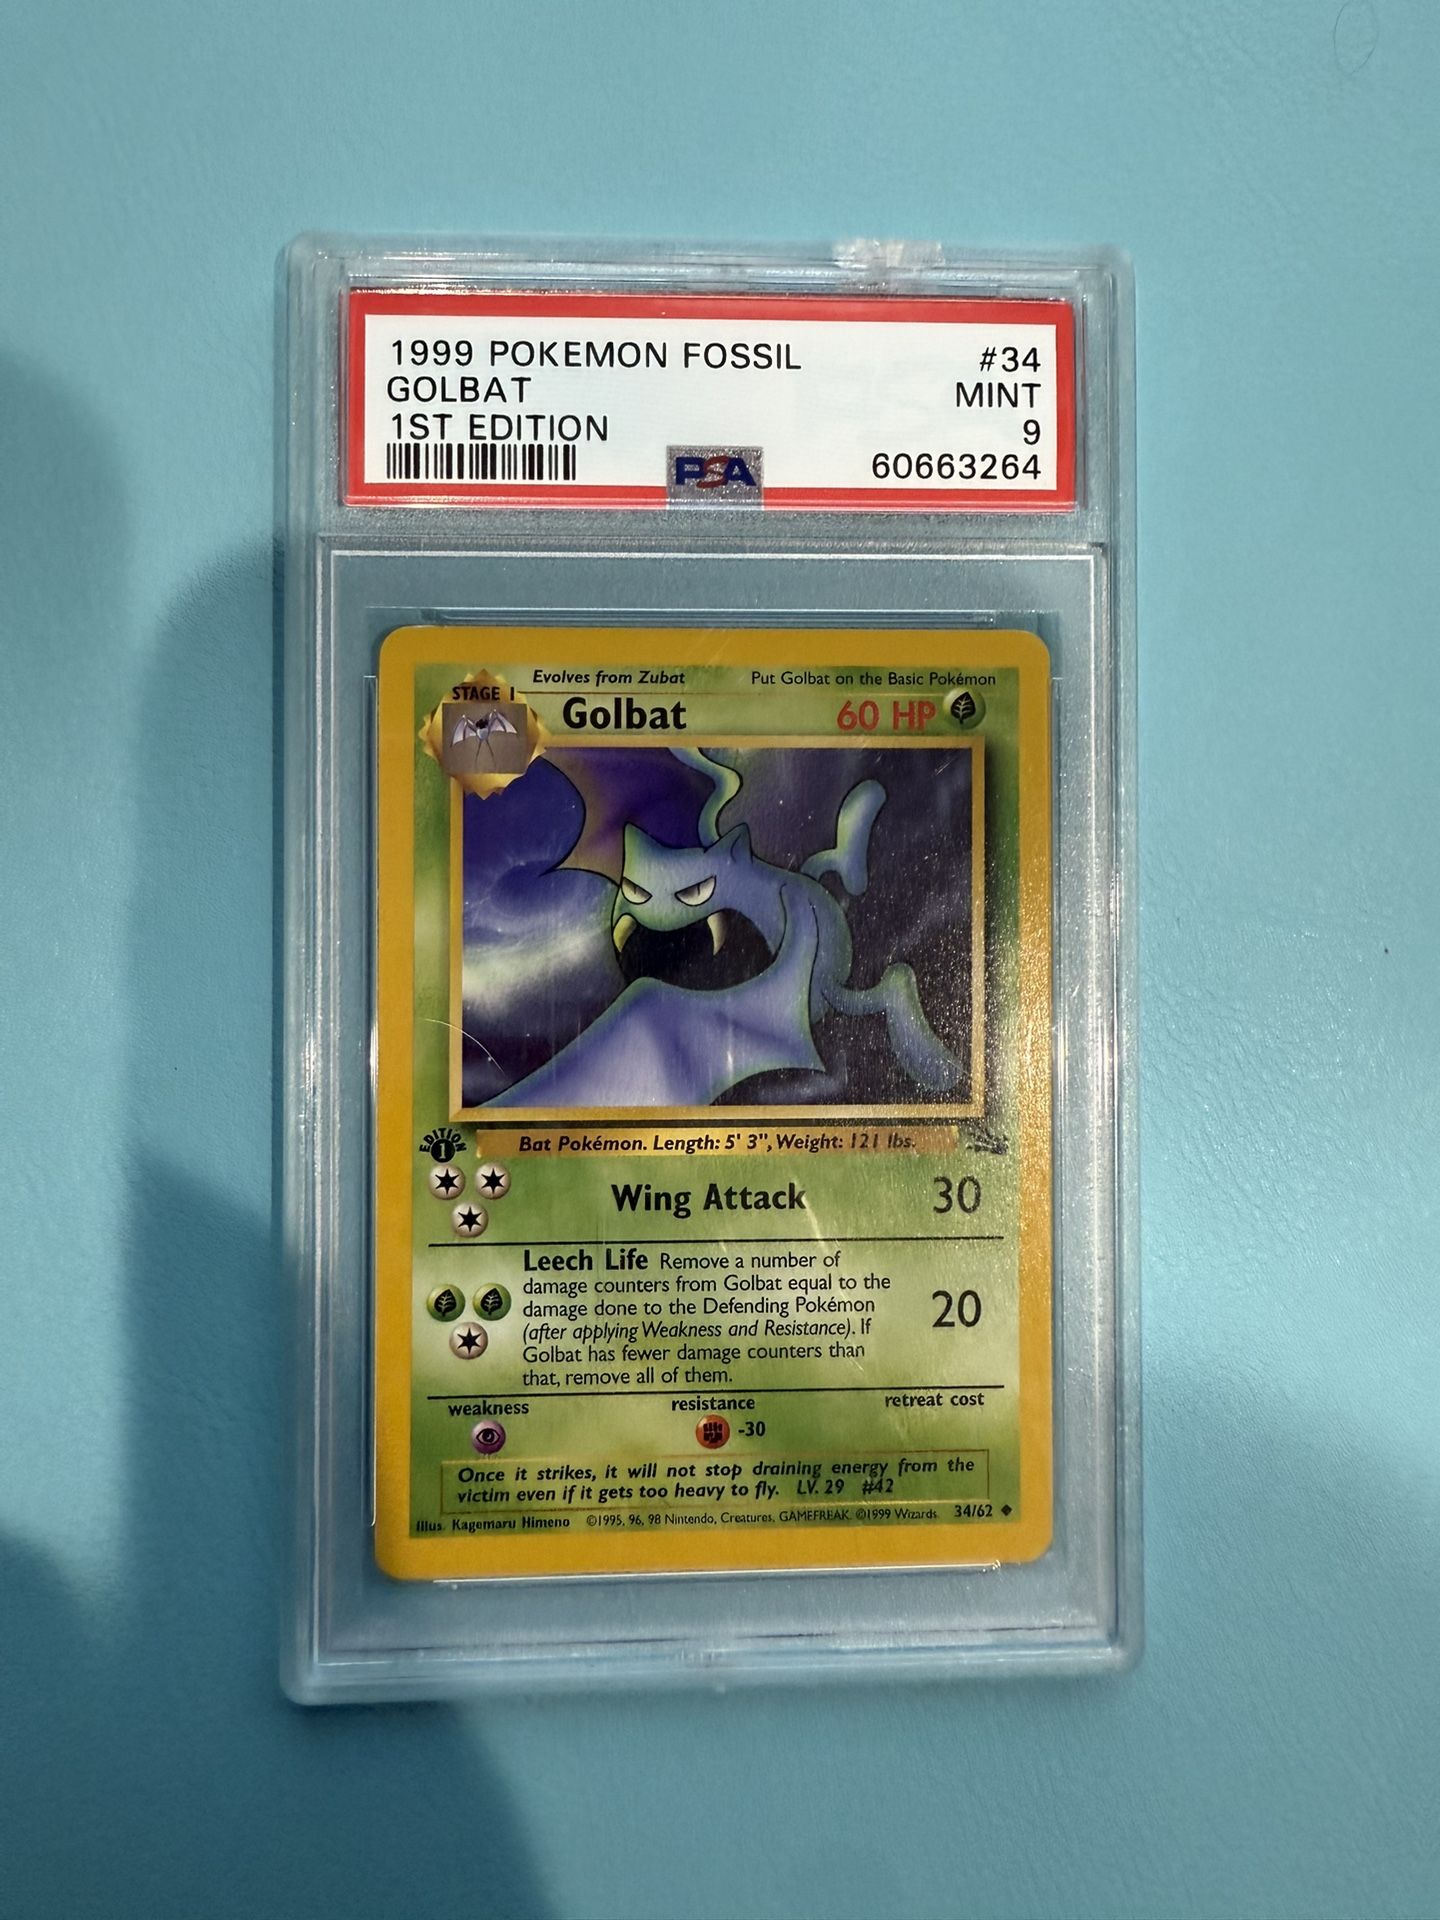 1999 POKEMON FOSSIL #34
GOLBAT MINT
1ST EDITION 9
PSA 60663264
Evolves from Zubat Put Golbat on the Basic Pokémon
STAGE 1
Golbat 60 HP
EDITION
1
Bat Pokémon. Length: 5' 3", Weight: 121 lbs.
Wing Attack 30
Leech Life Remove a number of
damage counters from Golbat equal to the
damage done to the Defending Pokémon 20
(after applying Weakness and Resistance). If
Golbat has fewer damage counters than
that, remove all of them.
weakness resistance retreat cost
-30
Once it strikes, it will not stop draining energy from the
victim even if it gets too heavy to fly. LV. 29 #42
Illus. Kagemaru Himeno ©1995, 96, 98 Nintendo, Creatures, GAMEFREAK. ©1999 Wizards. 34/62